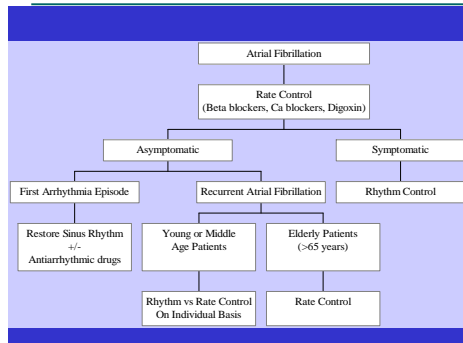 Atrial Fibrillation
Rate Control
(Beta blockers, Ca blockers, Digoxin)
Asymptomatic
Symptomatic
First Arrhythmia Episode
Recurrent Atrial Fibrillation
Rhythm Control
Restore Sinus Rhythm
+/-
Antiarrhythmic drugs
Young or Middle
Age Patients
Elderly Patients
(>65 years)
Rhythm vs Rate Control
On Individual Basis
Rate Control